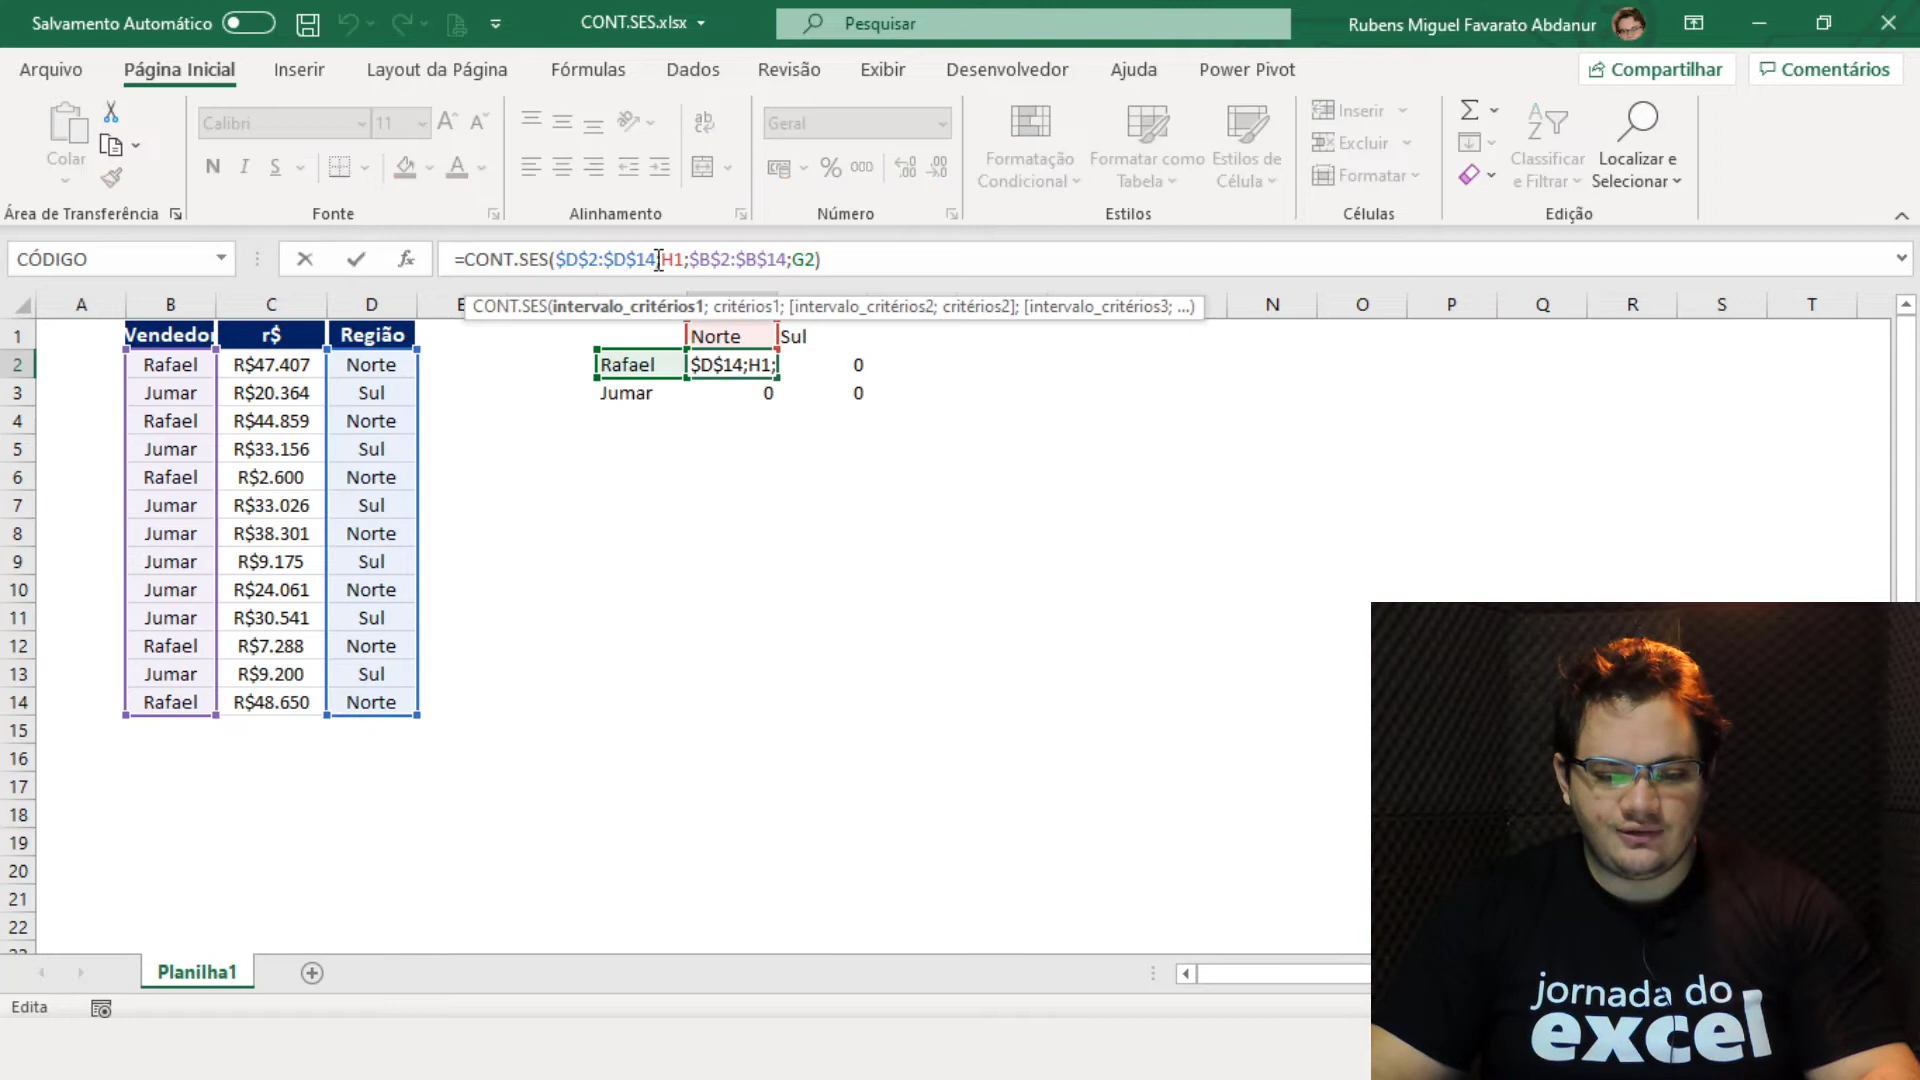 Salvamento Automático
CONT.SES.xlsx
Pesquisar
Rubens Miguel Favarato Abdanur
Arquivo Página Inicial Inserir Layout da Página Fórmulas Dados Revisão Exibir Desenvolvedor Ajuda Power Pivot Compartilhar Comentários
Colar
Área de Transferência
Calibri 11
N I S
Fonte
Alinhamento
Geral
% 000
Número
Formatação Condicional
Formatar como Tabela
Estilos de Célula
Estilos
Inserir
Excluir
Formatar
Células
Classificar e Filtrar
Localizar e Selecionar
Edição
CÓDIGO
fx
=CONT.SES($D$2:$D$14;H1;$B$2:$B$14;G2)
CONT.SES(intervalo_critérios1; critérios1; [intervalo_critérios2; critérios2]; [intervalo_critérios3; ...)
A B C D E N O P Q R S T
1 Vendedor r$ Região Norte Sul
2 Rafael R$47.407 Norte Rafael $D$14;H1; 0
3 Jumar R$20.364 Sul Jumar 0 0
4 Rafael R$44.859 Norte
5 Jumar R$33.156 Sul
6 Rafael R$2.600 Norte
7 Jumar R$33.026 Sul
8 Jumar R$38.301 Norte
9 Jumar R$9.175 Sul
10 Jumar R$24.061 Norte
11 Jumar R$30.541 Sul
12 Rafael R$7.288 Norte
13 Jumar R$9.200 Sul
14 Rafael R$48.650 Norte
15
16
17
18
19
20
21
22
Planilha1
Edita
jornada do
excel